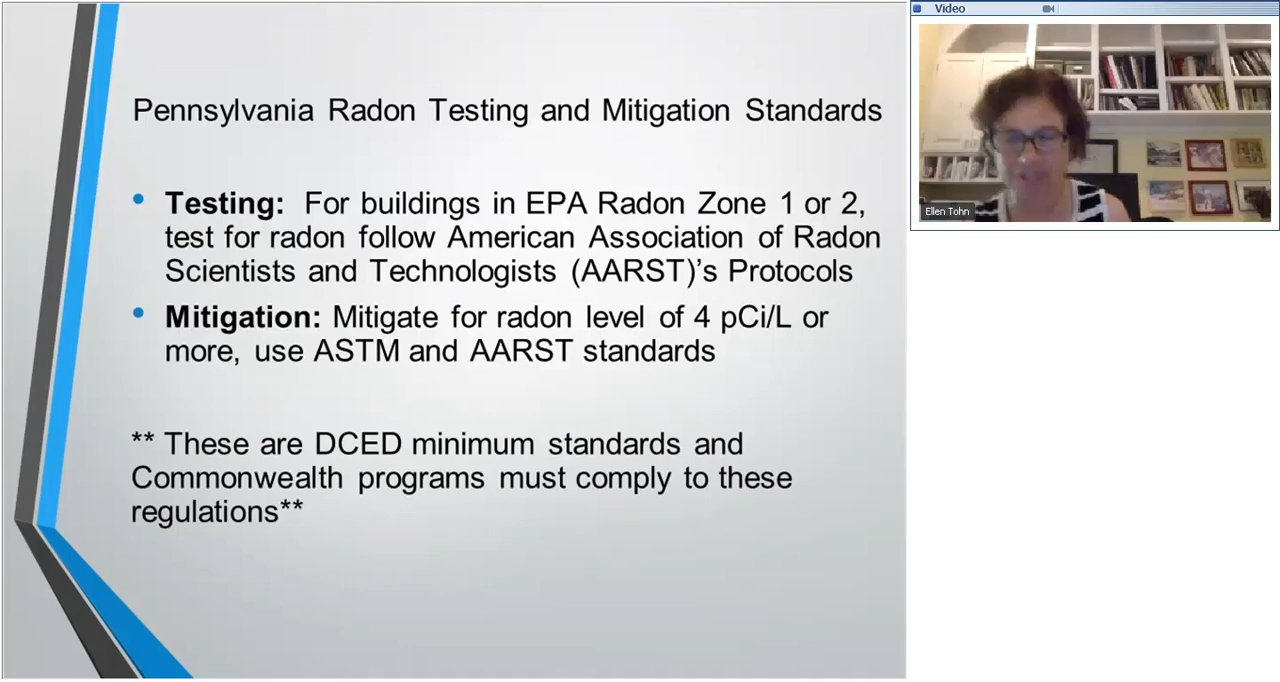 Pennsylvania Radon Testing and Mitigation Standards
• Testing: For buildings in EPA Radon Zone 1 or 2,
test for radon follow American Association of Radon
Scientists and Technologists (AARST)'s Protocols
• Mitigation: Mitigate for radon level of 4 pCi/L or
more, use ASTM and AARST standards
** These are DCED minimum standards and
Commonwealth programs must comply to these
regulations**
Video
Ellen Tohn